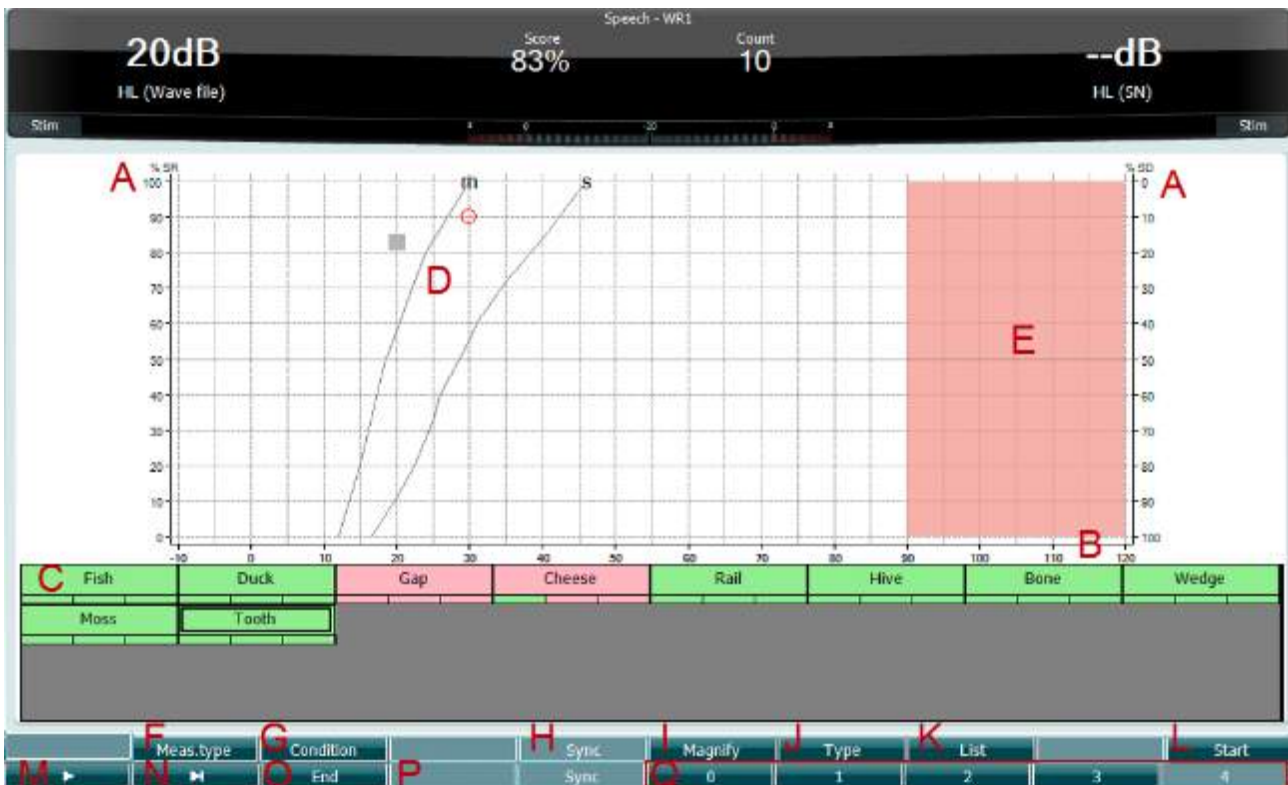 Speech - WR1
20dB Score Count --dB
83% 10
HL (Wave file) HL (SN)
Stim Stim
0 -20 0
A % SR % SD A
100 m s 0
90 10
80 20
D
70 30
60 40
E
50 50
40 60
30 70
20 80
10 90
0 100
B
-10 0 10 20 30 40 50 60 70 80 90 100 110 120
C Fish Duck Gap Cheese Rail Hive Bone Wedge
Moss Tooth
F Meas.type G Condition H Sync I Magnify J Type K List L Start
M N O End P Sync Q 0 1 2 3 4